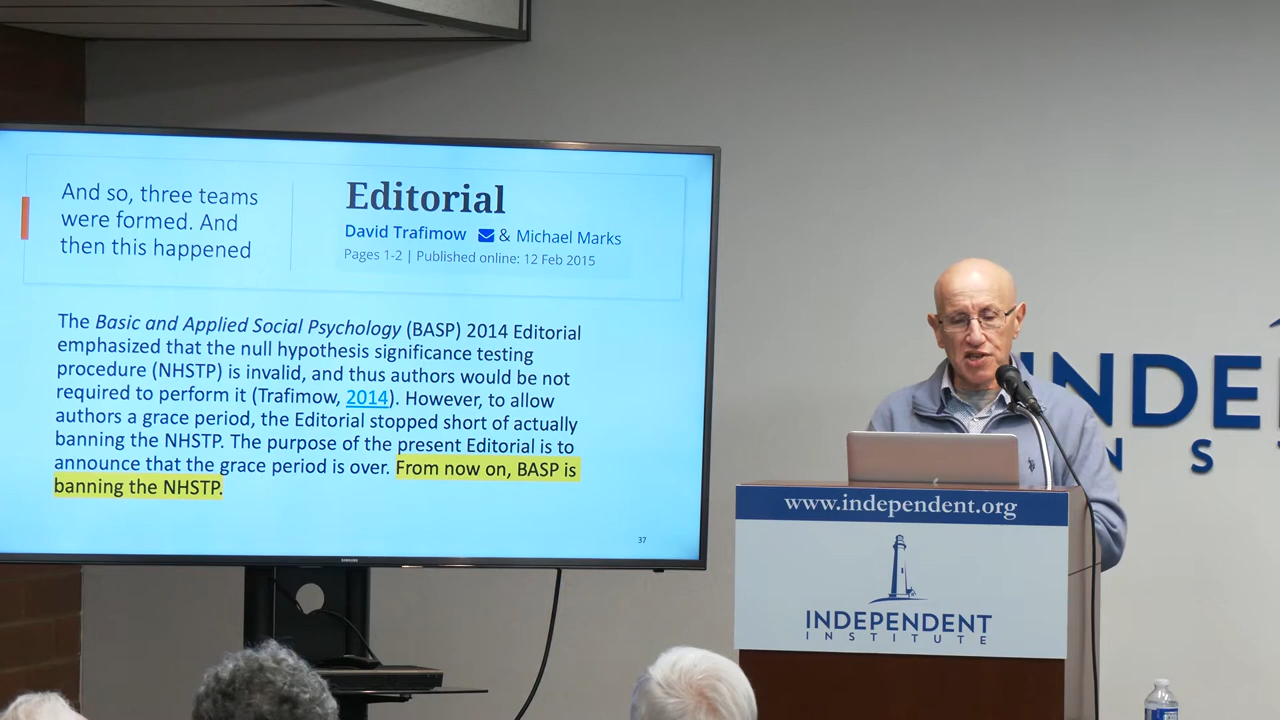 And so, three teams
were formed. And
then this happened
Editorial
David Trafimow & Michael Marks
Pages 1-2 | Published online: 12 Feb 2015
The Basic and Applied Social Psychology (BASP) 2014 Editorial
emphasized that the null hypothesis significance testing
procedure (NHSTP) is invalid, and thus authors would be not
required to perform it (Trafimow, 2014). However, to allow
authors a grace period, the Editorial stopped short of actually
banning the NHSTP. The purpose of the present Editorial is to
announce that the grace period is over. From now on, BASP is
banning the NHSTP.
37
SAMSUNG
INDE
N S
www.independent.org
INDEPENDENT
INSTITUTE